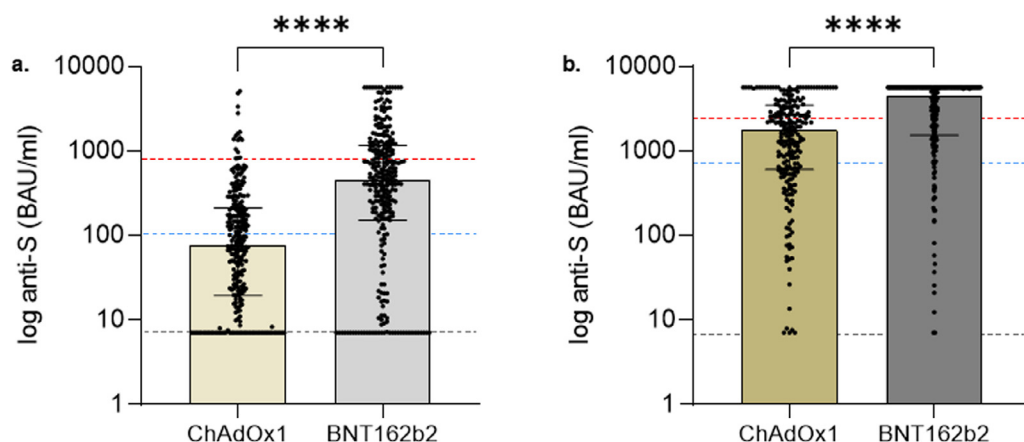 a.
****
log anti-S (BAU/ml)
10000
1000
100
10
1
ChAdOx1 BNT162b2
b.
****
log anti-S (BAU/ml)
10000
1000
100
10
1
ChAdOx1 BNT162b2